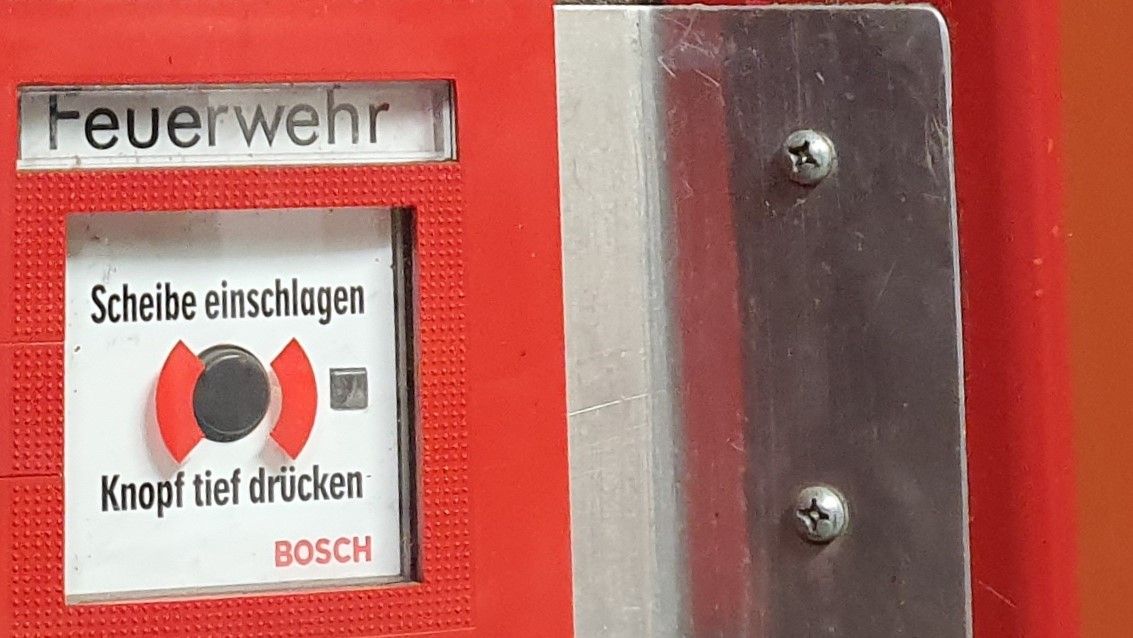 Feuerwehr
Scheibe einschlagen
Knopf tief drücken
BOSCH